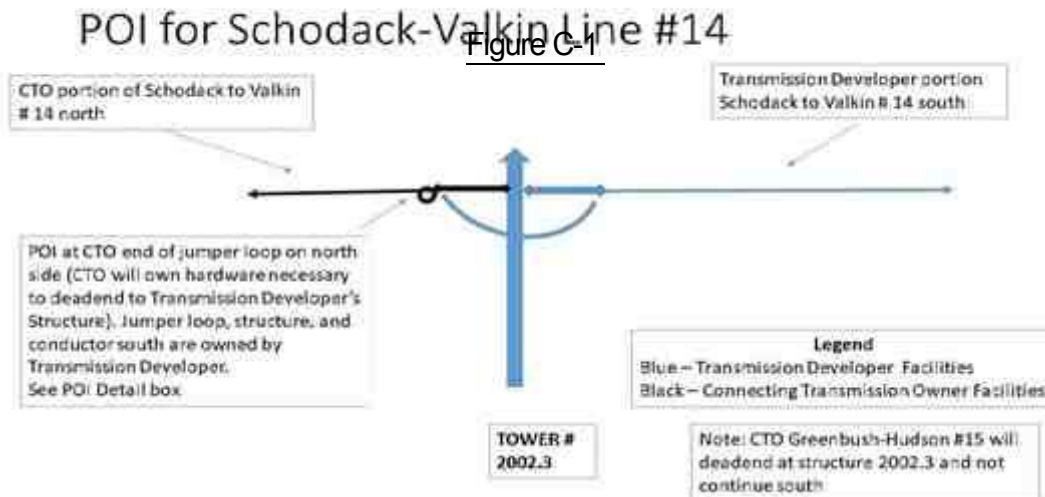 POI for Schodack-Valkin Line #14
Figure C-1
CTO portion of Schodack to Valkin
# 14 north
Transmission Developer portion
Schodack to Valkin # 14 south
POI at CTO end of jumper loop on north
side (CTO will own hardware necessary
to deadend to Transmission Developer's
Structure). Jumper loop, structure, and
conductor south are owned by
Transmission Developer.
See POI Detail box
Legend
Blue – Transmission Developer Facilities
Black – Connecting Transmission Owner Facilities
TOWER #
2002.3
Note: CTO Greenbush-Hudson #15 will
deadend at structure 2002.3 and not
continue south